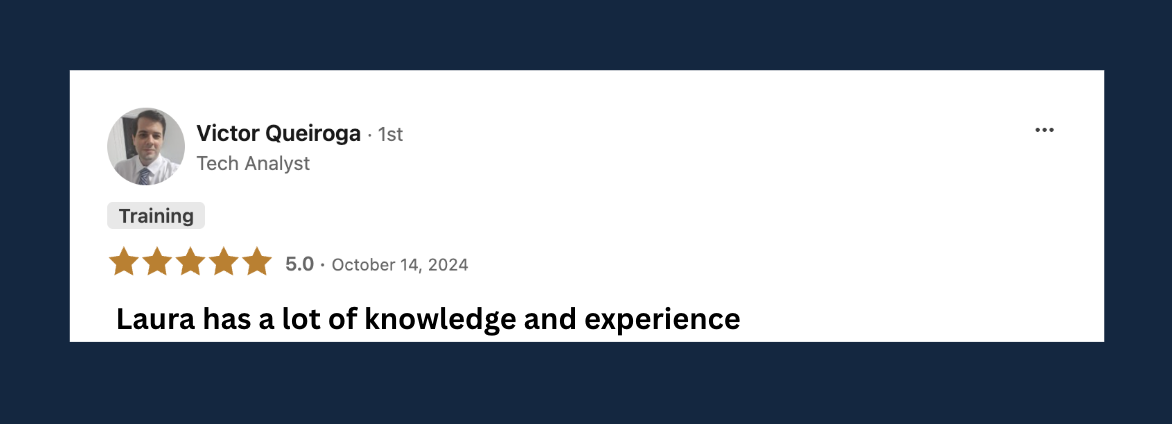 Victor Queiroga · 1st
Tech Analyst
Training
5.0 · October 14, 2024
Laura has a lot of knowledge and experience